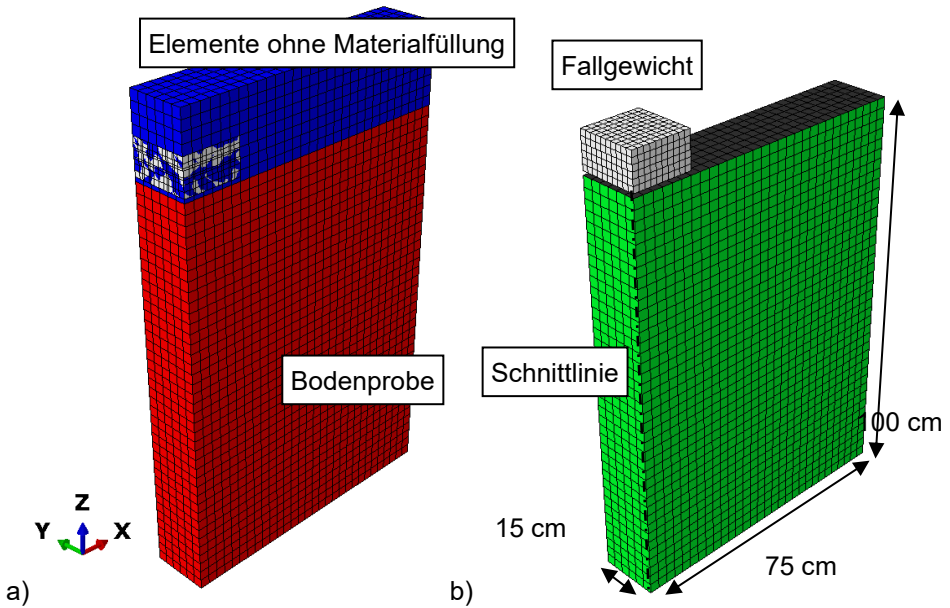 Elemente ohne Materialfüllung
Fallgewicht
Bodenprobe
Schnittlinie
100 cm
15 cm
75 cm
Z
Y X
a)
b)